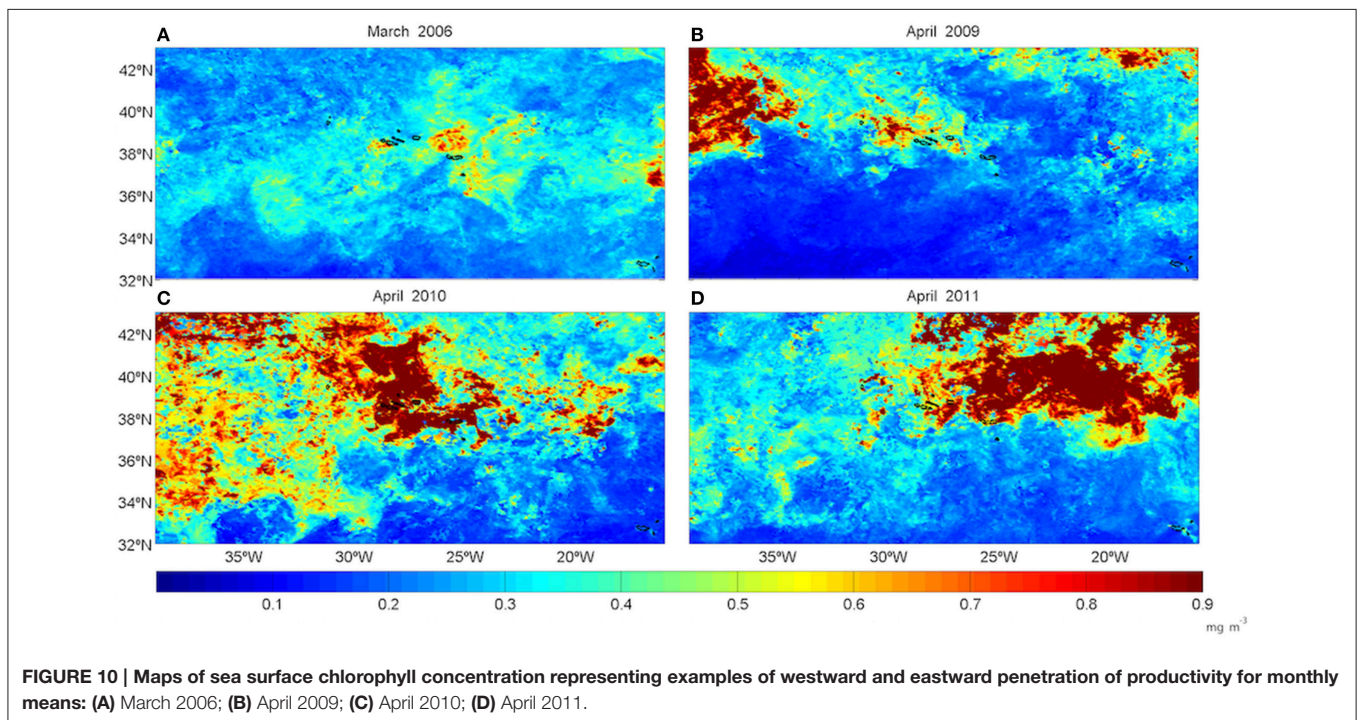 A
March 2006
B
April 2009
42°N
40°N
38°N
36°N
34°N
32°N
C
April 2010
D
April 2011
42°N
40°N
38°N
36°N
34°N
32°N
35°W 30°W 25°W 20°W 35°W 30°W 25°W 20°W
0.1 0.2 0.3 0.4 0.5 0.6 0.7 0.8 0.9
mg m⁻³
FIGURE 10 | Maps of sea surface chlorophyll concentration representing examples of westward and eastward penetration of productivity for monthly
means: (A) March 2006; (B) April 2009; (C) April 2010; (D) April 2011.